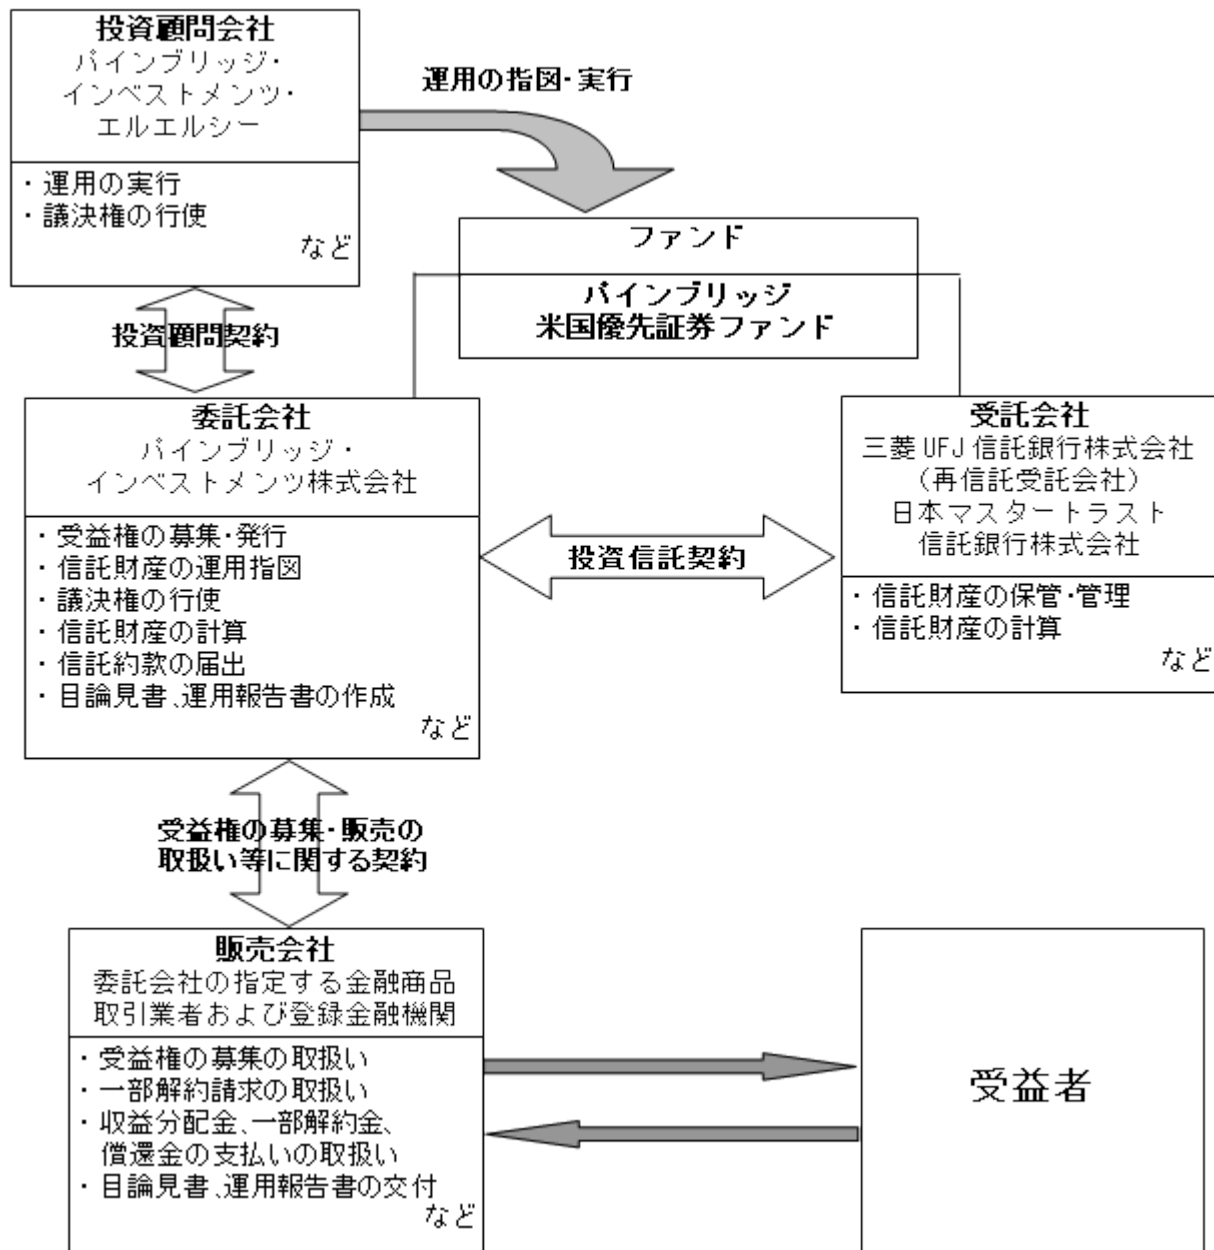 投資顧問会社
パインブリッジ・
インベストメンツ・
エルエルシー
・運用の実行
・議決権の行使
など
運用の指図・実行
ファンド
パインブリッジ
米国優先証券ファンド
投資顧問契約
委託会社
パインブリッジ・
インベストメンツ株式会社
・受益権の募集・発行
・信託財産の運用指図
・議決権の行使
・信託財産の計算
・信託約款の届出
・目論見書、運用報告書の作成
など
投資信託契約
受託会社
三菱UFJ信託銀行株式会社
（再信託受託会社）
日本マスタートラスト
信託銀行株式会社
・信託財産の保管・管理
・信託財産の計算
など
受益権の募集・販売の
取扱い等に関する契約
販売会社
委託会社の指定する金融商品
取引業者および登録金融機関
・受益権の募集の取扱い
・一部解約請求の取扱い
・収益分配金、一部解約金、
償還金の支払いの取扱い
・目論見書、運用報告書の交付
など
受益者